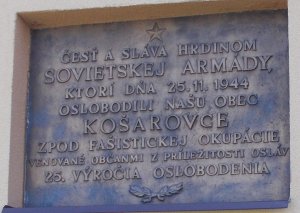 ČESŤ A SLÁVA HRDINOM
SOVIETSKEJ ARMÁDY,
KTORÍ DŇA 25.11.1944
OSLOBODILI NAŠU OBEC
KOŠAROVCE
ZPOD FAŠISTICKEJ OKUPÁCIE
VENOVANÉ OBČANMI Z PRÍLEŽITOSTI OSLÁV
25. VÝROČIA OSLOBODENIA